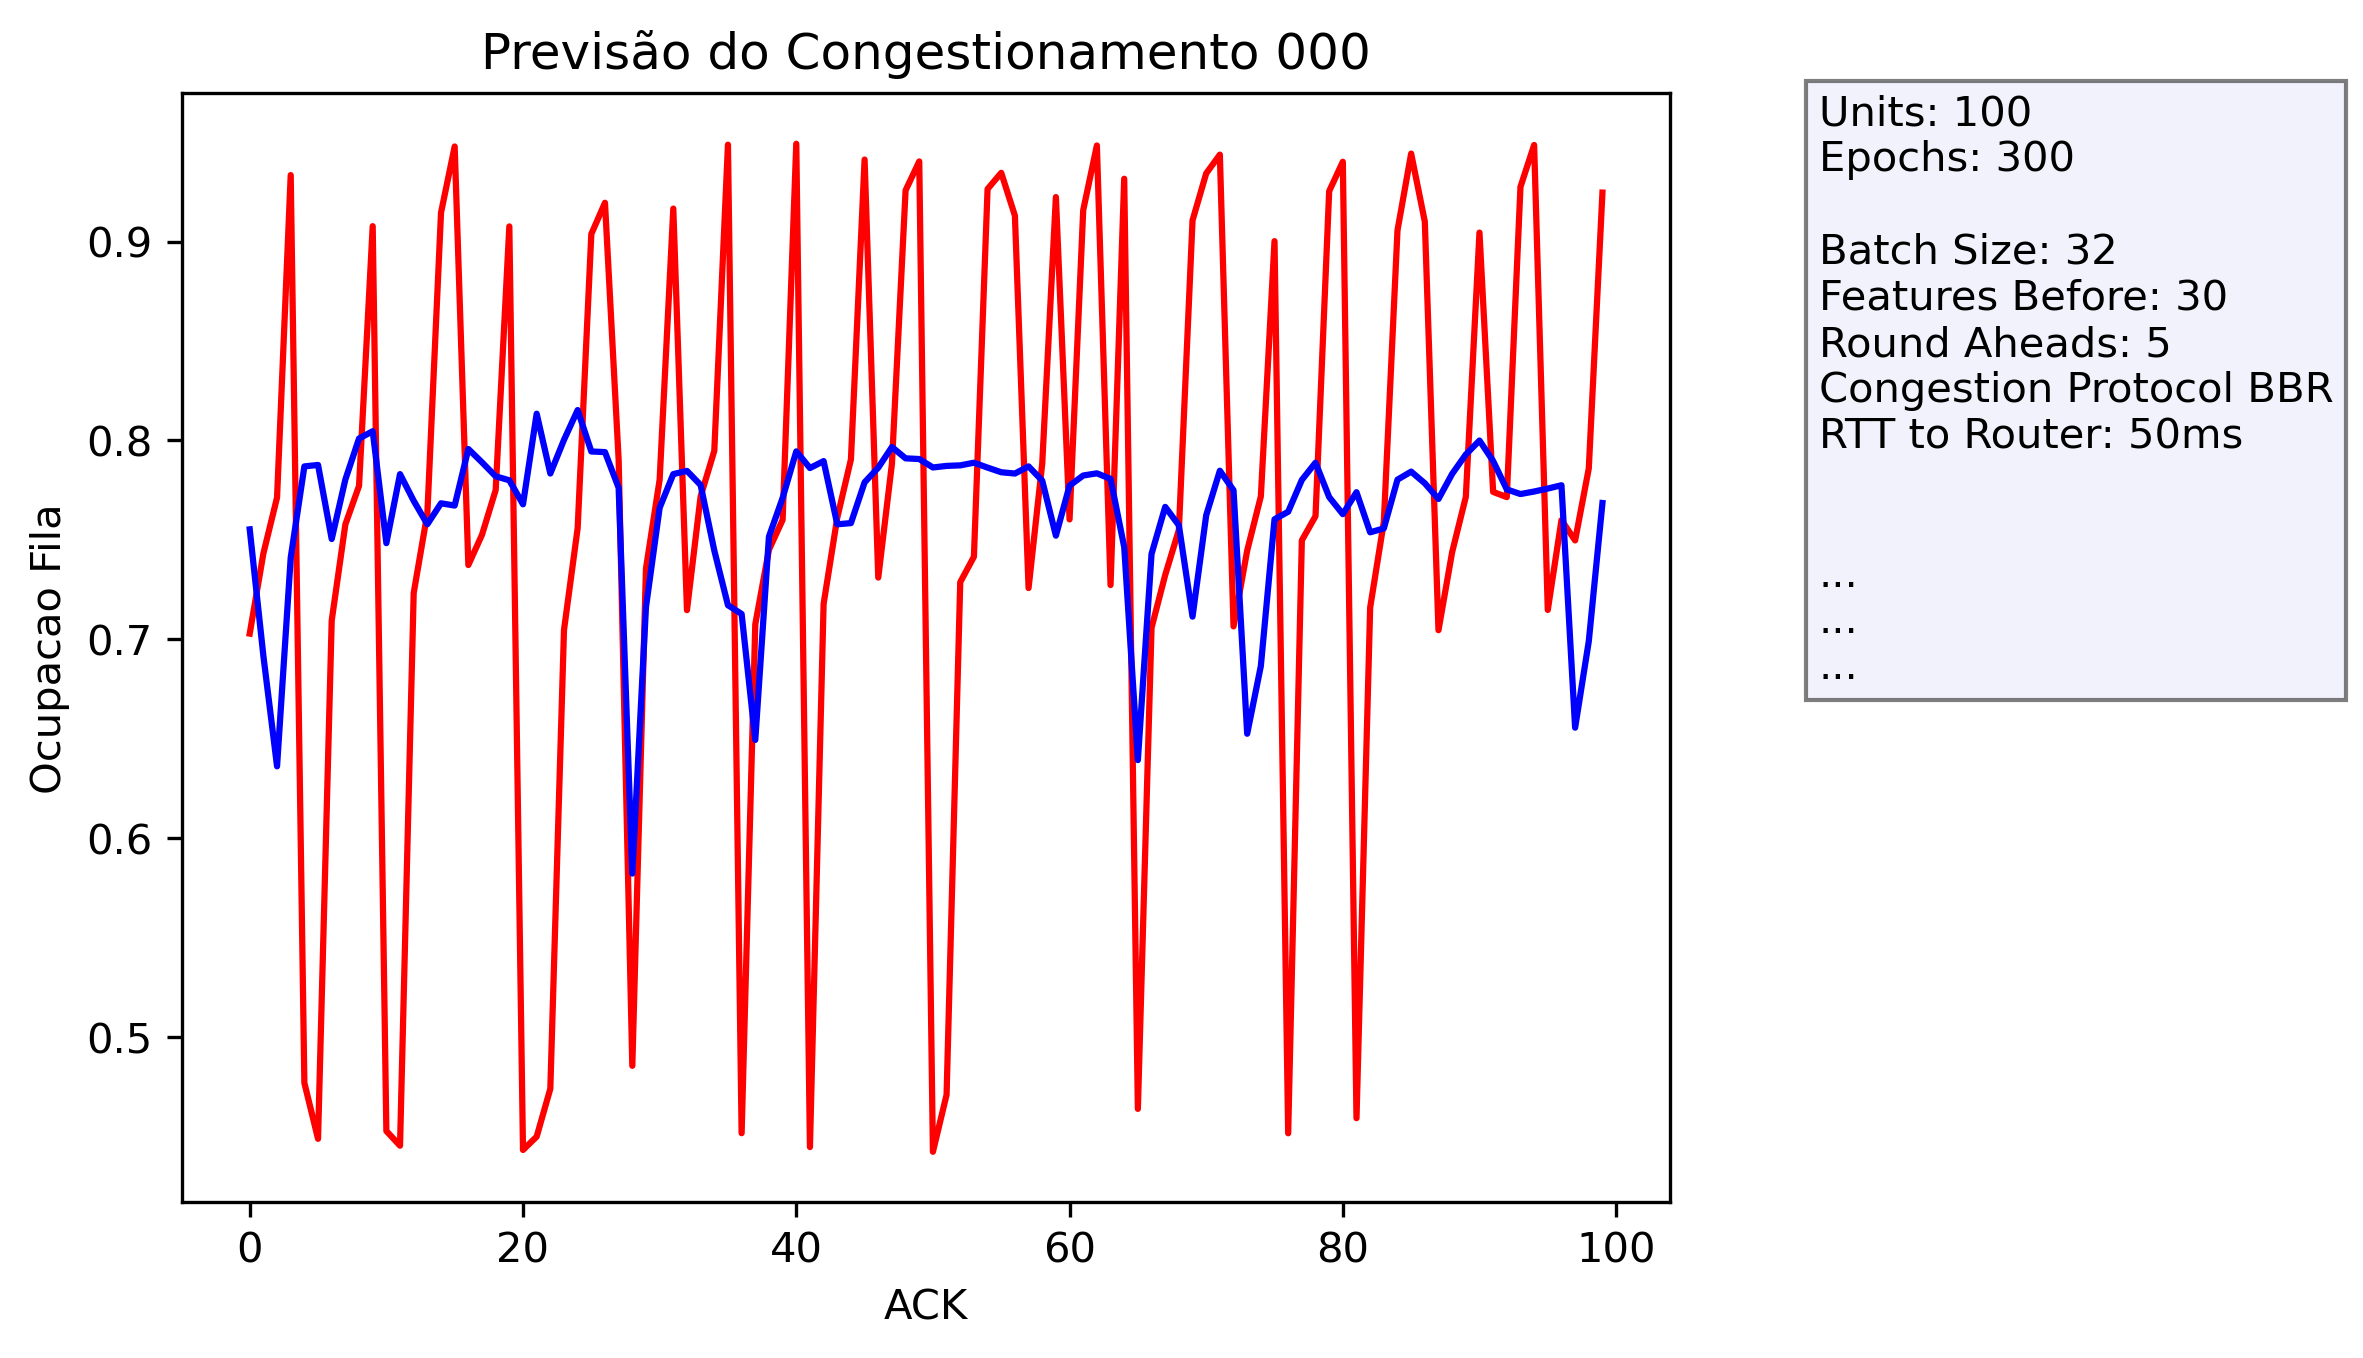 Previsão do Congestionamento 000
Ocupacao Fila
0.9
0.8
0.7
0.6
0.5
0
20
40
60
80
100
ACK
Units: 100
Epochs: 300
Batch Size: 32
Features Before: 30
Round Aheads: 5
Congestion Protocol BBR
RTT to Router: 50ms
...
...
...